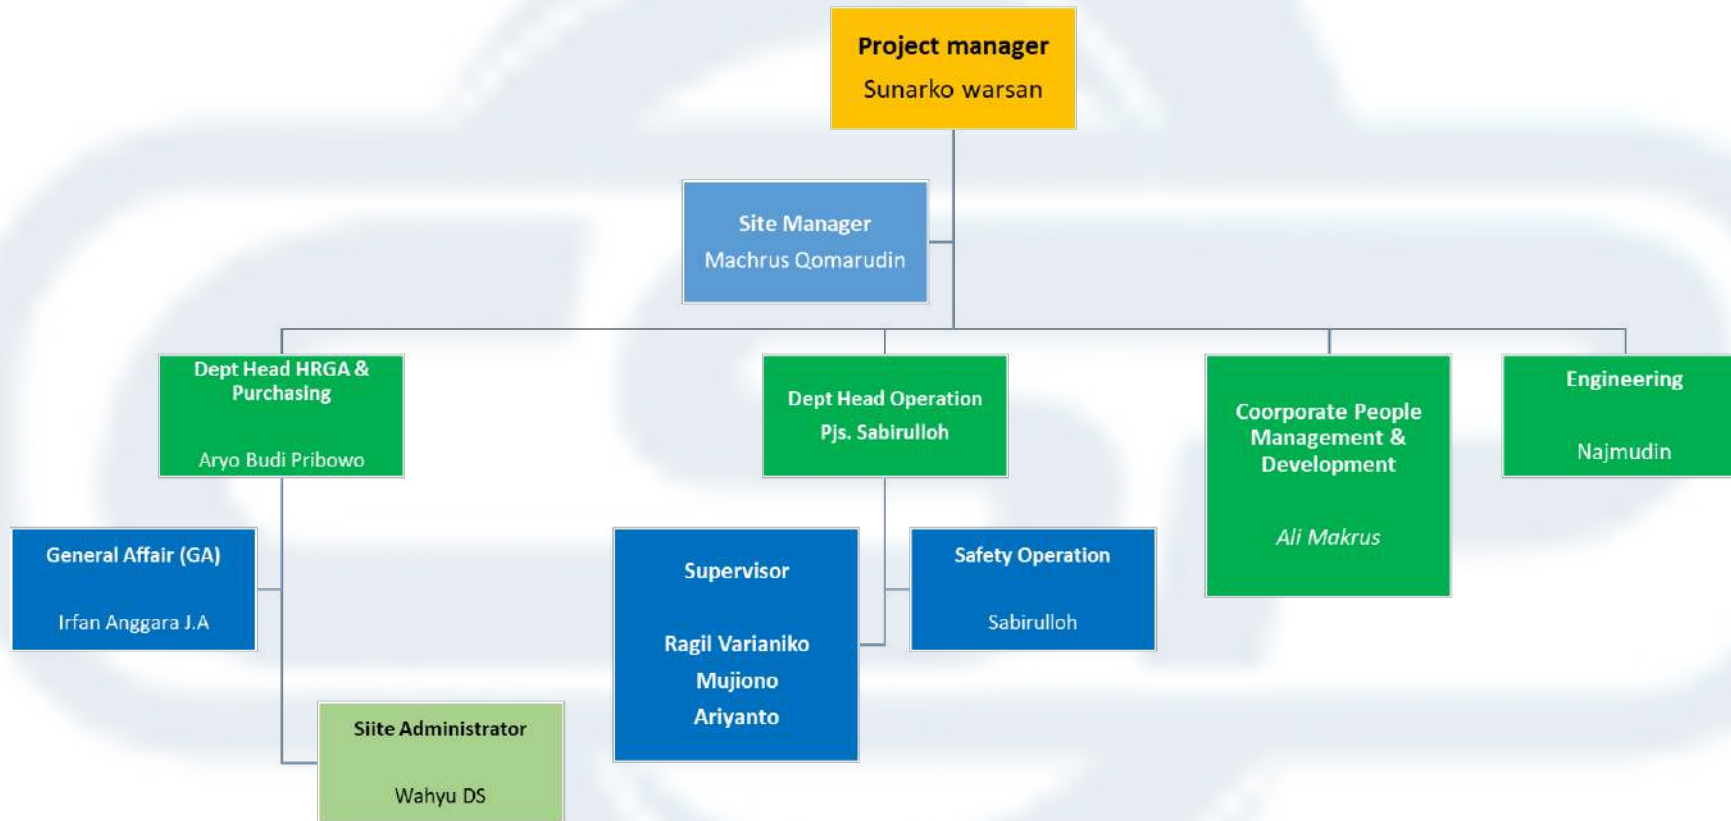 Project manager
Sunarko warsan
Site Manager
Machrus Qomarudin
Dept Head HRGA &
Purchasing
Aryo Budi Pribowo
Dept Head Operation
Pjs. Sabirulloh
Coorporate People
Management &
Development
Ali Makrus
Engineering
Najmudin
General Affair (GA)
Irfan Anggara J.A
Supervisor
Ragil Varianiko
Mujiono
Ariyanto
Safety Operation
Sabirulloh
Siite Administrator
Wahyu DS